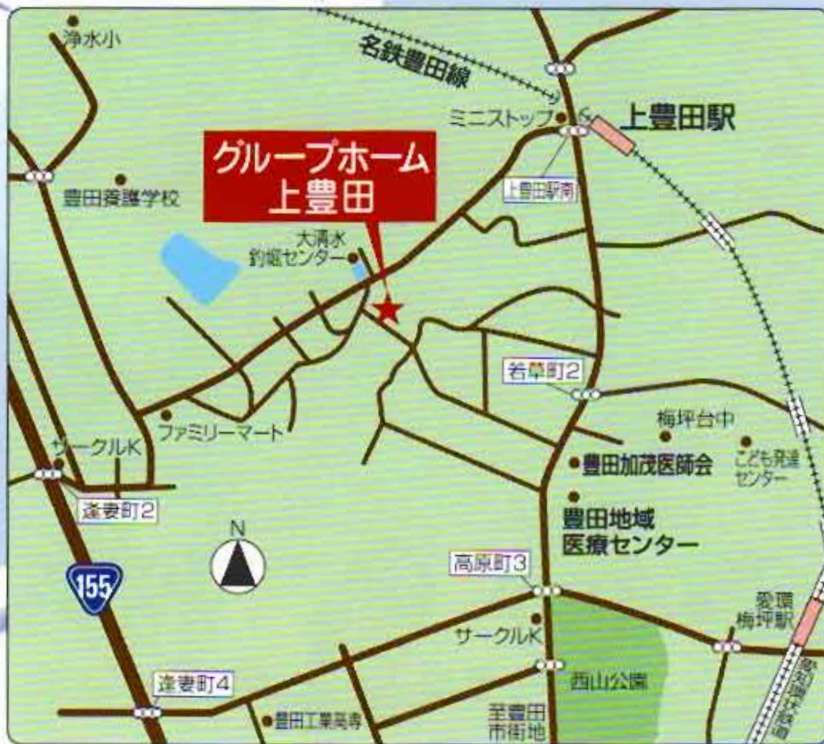 浄水小
名鉄豊田線
ミニストップ
上豊田駅
グループホーム
上豊田
上豊田駅南
豊田養護学校
大清水
釣堀センター
若草町2
梅坪台中
ファミリーマート
サークルK
豊田加茂医師会
こども発達
センター
逢妻町2
豊田地域
医療センター
N
高原町3
155
愛環
梅坪駅
サークルK
西山公園
逢妻町4
豊田工業高専
至豊田
市街地
愛知環状鉄道